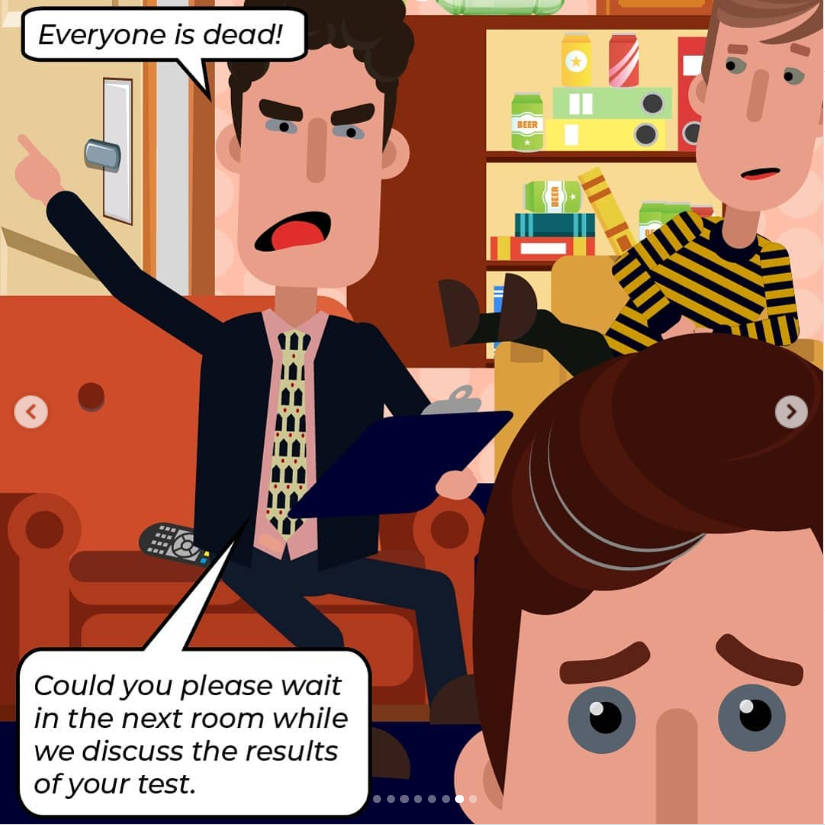 Everyone is dead!
BEER
BEER
Could you please wait
in the next room while
we discuss the results
of your test.